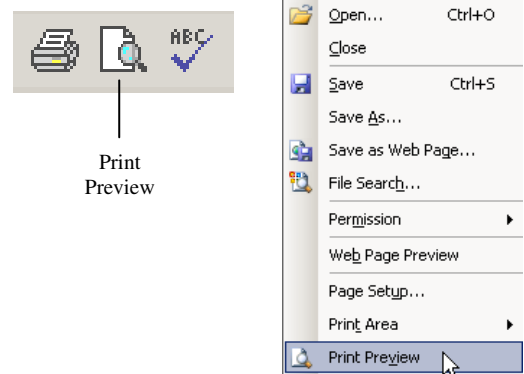 ABC
Print
Preview
Open... Ctrl+O
Close
Save Ctrl+S
Save As...
Save as Web Page...
File Search...
Permission
Web Page Preview
Page Setup...
Print Area
Print Preview